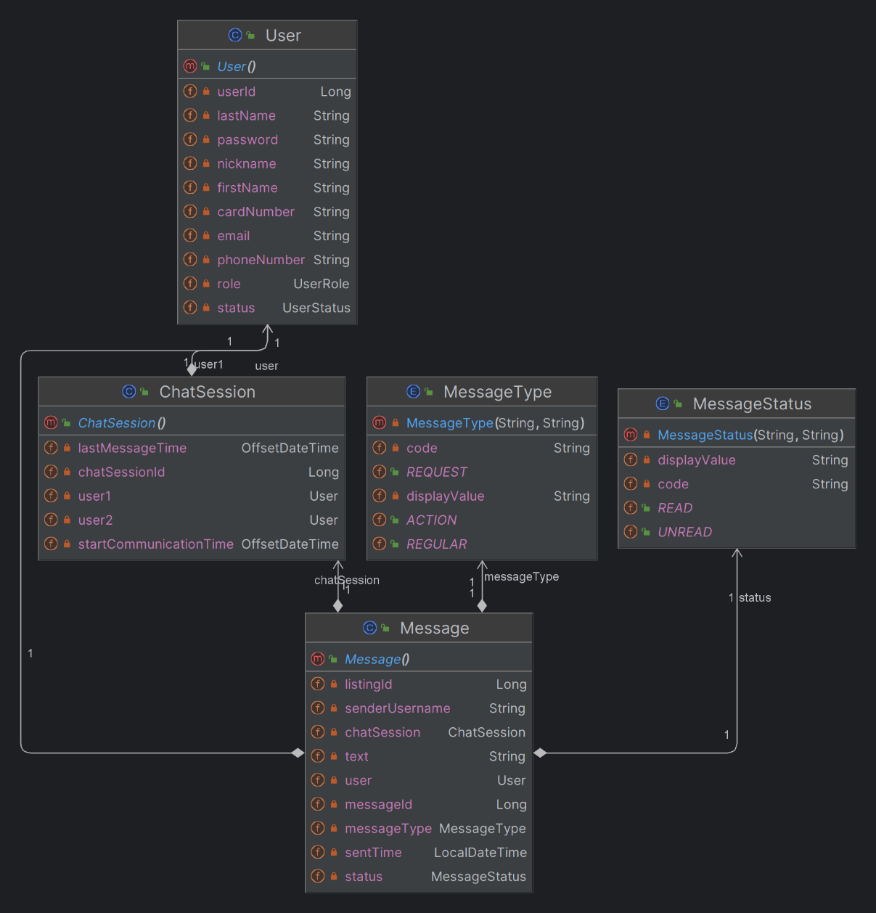 User
User()
userId Long
lastName String
password String
nickname String
firstName String
cardNumber String
email String
phoneNumber String
role UserRole
status UserStatus
1
1
1
user1
user
ChatSession
ChatSession()
lastMessageTime OffsetDateTime
chatSessionId Long
user1 User
user2 User
startCommunicationTime OffsetDateTime
MessageType
MessageType(String, String)
code String
REQUEST
displayValue String
ACTION
REGULAR
MessageStatus
MessageStatus(String, String)
displayValue String
code String
READ
UNREAD
chatSession
1
1
messageType
1
1
1 status
1
1
Message
Message()
listingId Long
senderUsername String
chatSession ChatSession
text String
user User
messageId Long
messageType MessageType
sentTime LocalDateTime
status MessageStatus